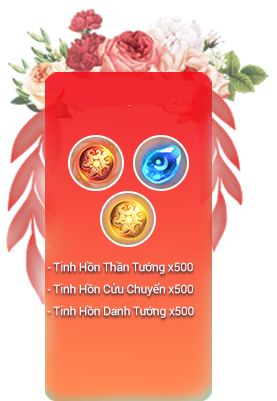 - Tinh Hồn Thần Tướng x500
- Tinh Hồn Cửu Chuyển x500
- Tinh Hồn Danh Tướng x500